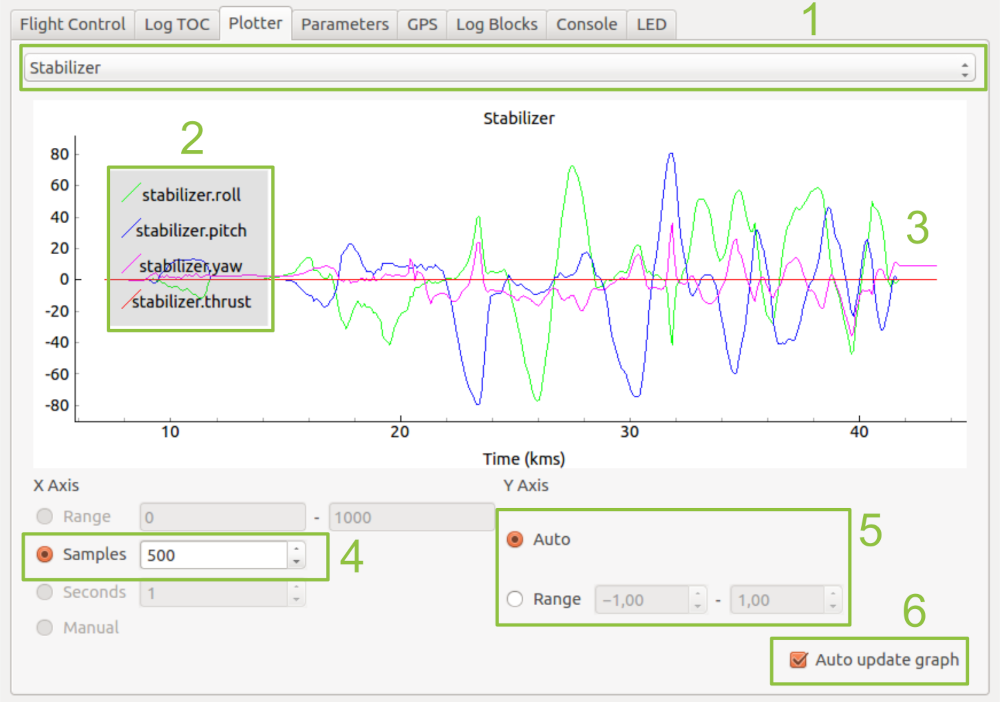 Flight Control Log TOC Plotter Parameters GPS Log Blocks Console LED
1
Stabilizer
Stabilizer
2
80
60
40
20
0
-20
-40
-60
-80
stabilizer.roll
stabilizer.pitch
stabilizer.yaw
stabilizer.thrust
3
10 20 30 40
Time (kms)
X Axis
Range 0 - 1000
Samples 500
4
Seconds 1
Manual
Y Axis
Auto
5
Range −1,00 - 1,00
6
Auto update graph